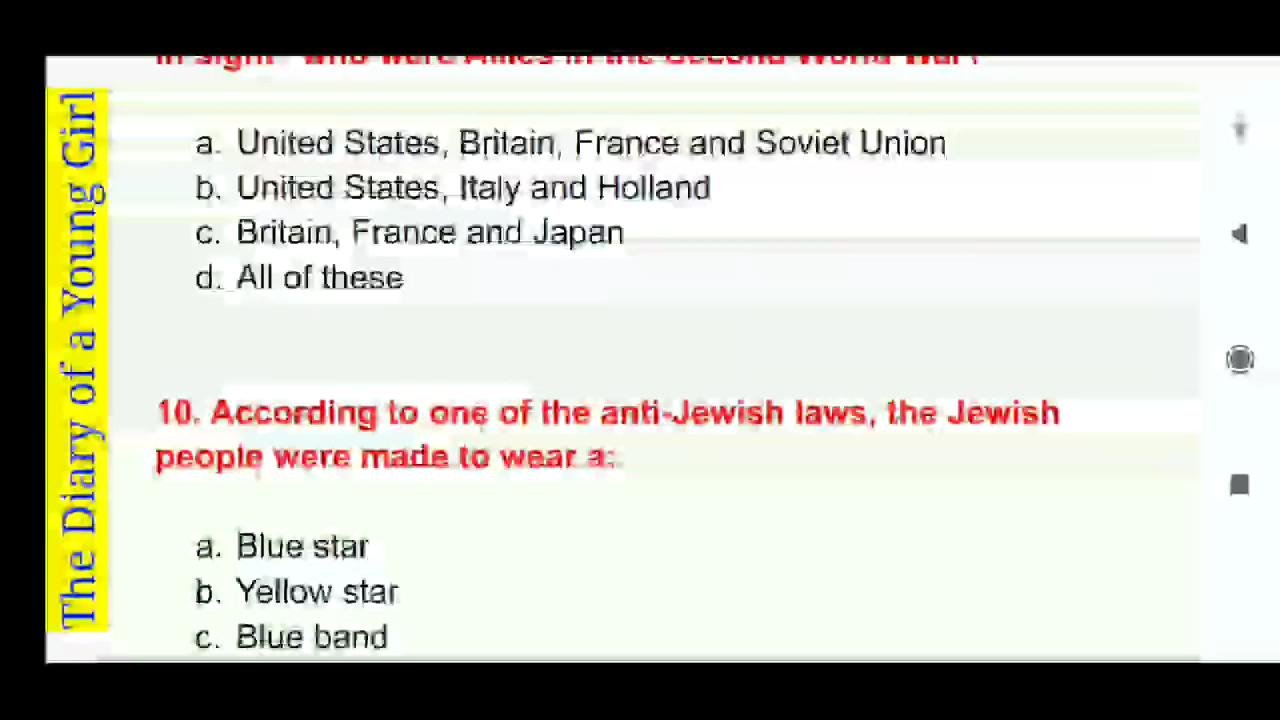 The Diary of a Young Girl
in sight" who were Allies in the Second World War?
a. United States, Britain, France and Soviet Union
b. United States, Italy and Holland
c. Britain, France and Japan
d. All of these
10. According to one of the anti-Jewish laws, the Jewish
people were made to wear a:
a. Blue star
b. Yellow star
c. Blue band